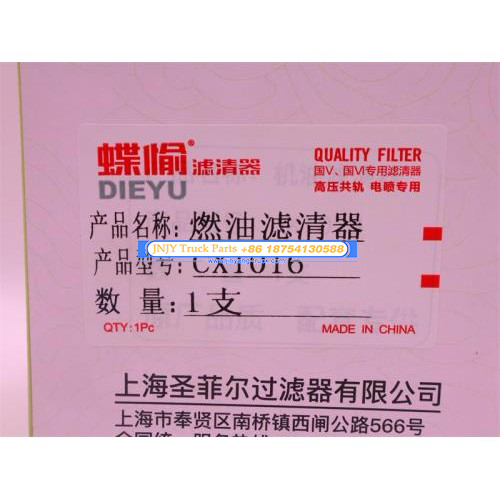 蝶愉® 滤清器
DIEYU
QUALITY FILTER
国Ⅴ、国Ⅵ专用滤清器
高压共轨 电喷专用
产品名称: 燃油滤清器
JNJY Truck Parts +86 18754130588
产品型号: CX1016
数 量: 1支
QTY:1Pc
MADE IN CHINA
上海圣菲尔过滤器有限公司
上海市奉贤区南桥镇西闸公路566号